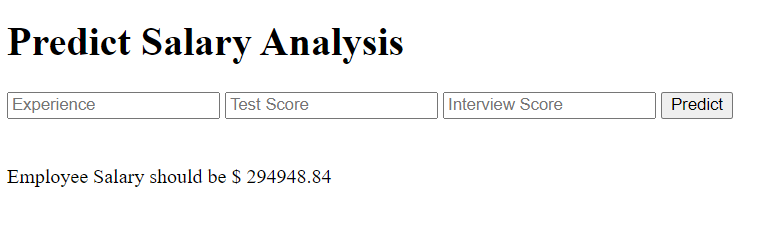 Predict Salary Analysis
Experience Test Score Interview Score Predict
Employee Salary should be $ 294948.84